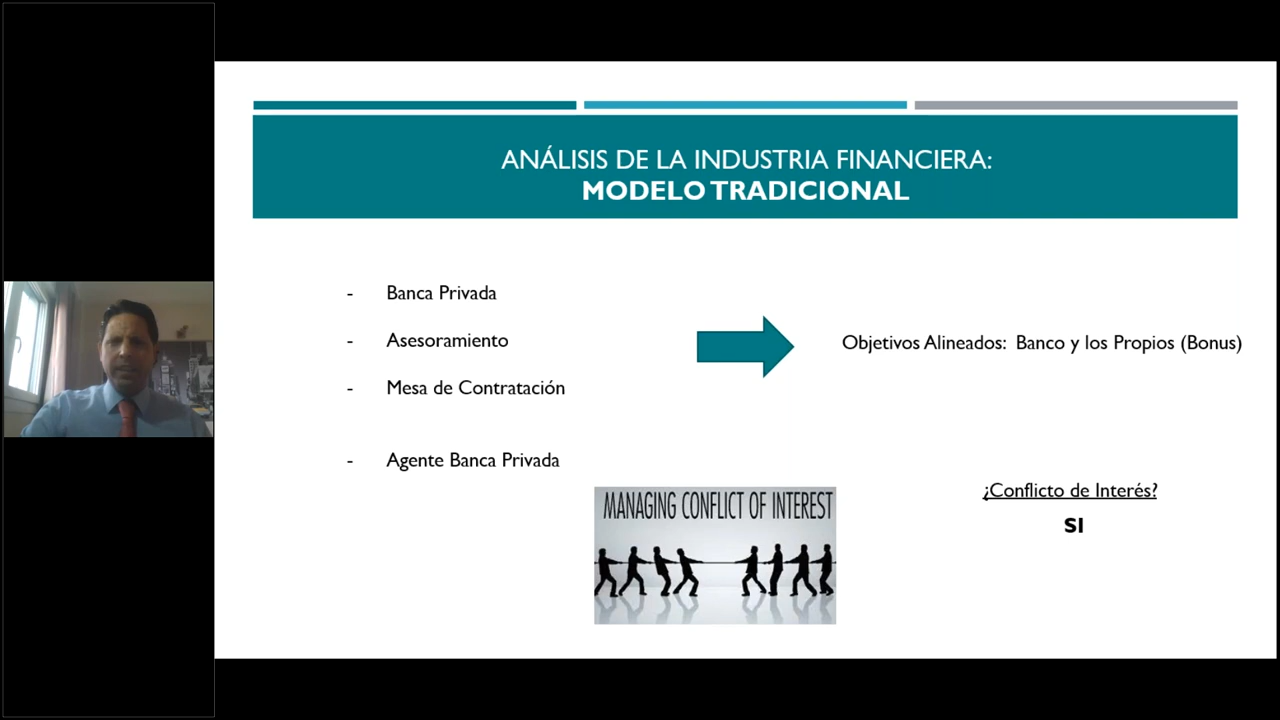 ANÁLISIS DE LA INDUSTRIA FINANCIERA:
MODELO TRADICIONAL
- Banca Privada
- Asesoramiento
- Mesa de Contratación
- Agente Banca Privada
Objetivos Alineados: Banco y los Propios (Bonus)
MANAGING CONFLICT OF INTEREST
¿Conflicto de Interés?
SI